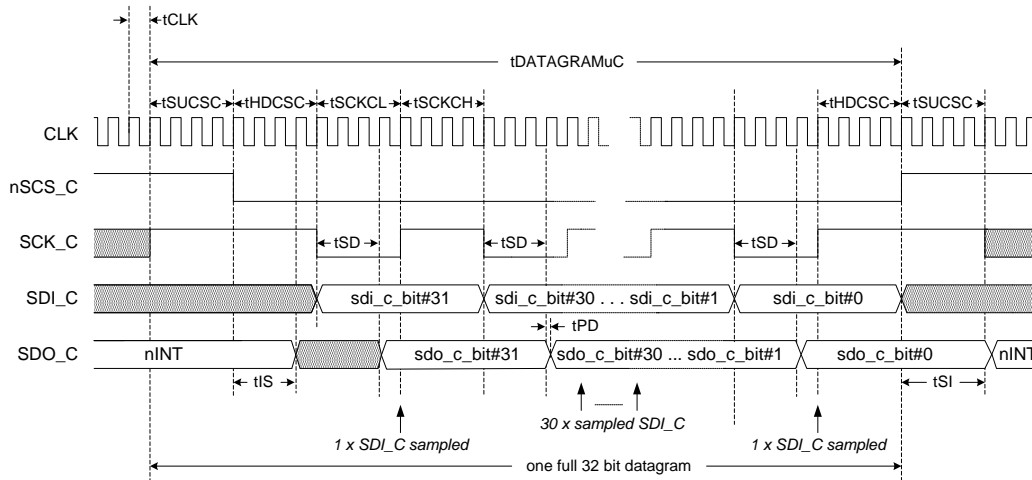 tCLK
tDATAGRAMuC
tSUCSC tHDCSC tSCKCL tSCKCH tHDCSC tSUCSC
CLK
nSCS_C
SCK_C tSD tSD tSD
SDI_C sdi_c_bit#31 sdi_c_bit#30 . . . sdi_c_bit#1 sdi_c_bit#0
tPD
SDO_C nINT sdo_c_bit#31 sdo_c_bit#30 ... sdo_c_bit#1 sdo_c_bit#0 nINT
tIS tSI
1 x SDI_C sampled 30 x sampled SDI_C 1 x SDI_C sampled
one full 32 bit datagram